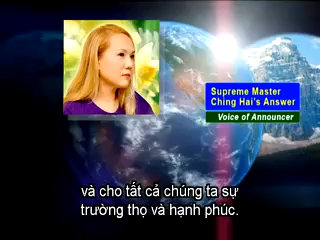 Supreme Master
Ching Hai's Answer
Voice of Announcer
và cho tất cả chúng ta sự
trường thọ và hạnh phúc.